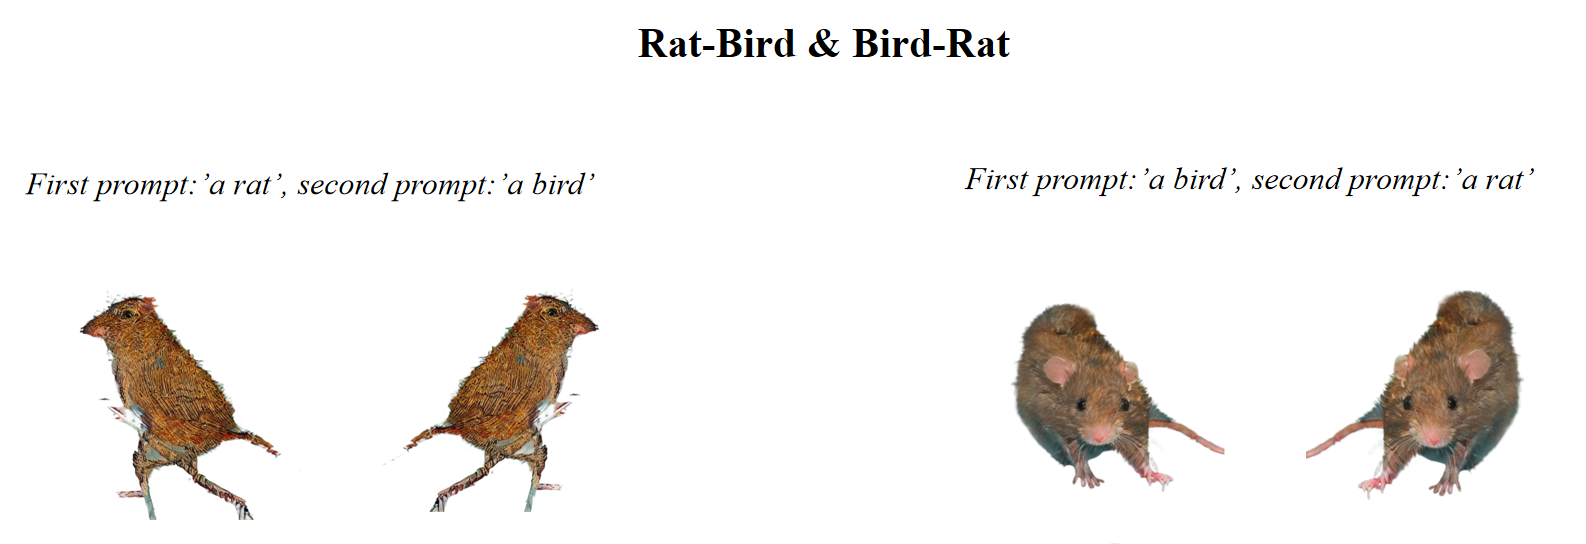 Rat-Bird & Bird-Rat
First prompt:’a rat’, second prompt:’a bird’
First prompt:’a bird’, second prompt:’a rat’